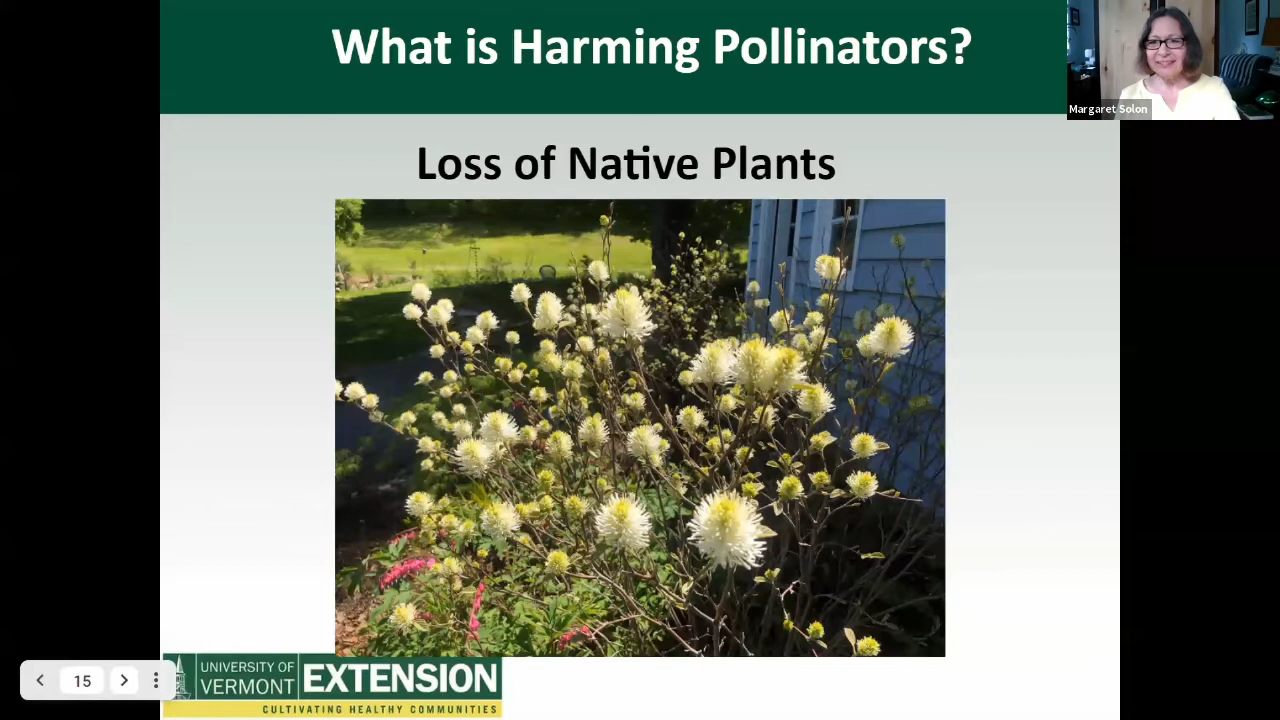 What is Harming Pollinators?
Margaret Solon
Loss of Native Plants
15
UNIVERSITY OF
VERMONT
EXTENSION
CULTIVATING HEALTHY COMMUNITIES